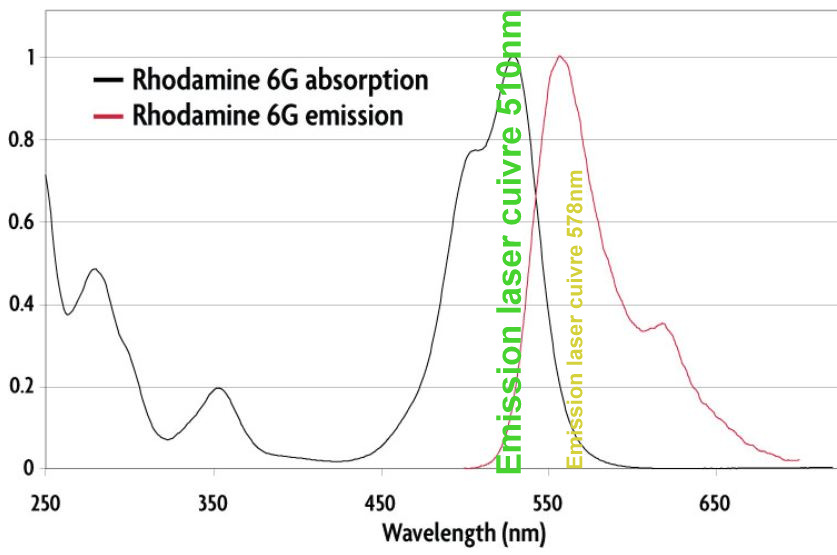 1
Rhodamine 6G absorption
Rhodamine 6G emission
0.8
0.6
0.4
0.2
0
Emission laser cuivre 510nm
Emission laser cuivre 578nm
250 350 450 550 650
Wavelength (nm)